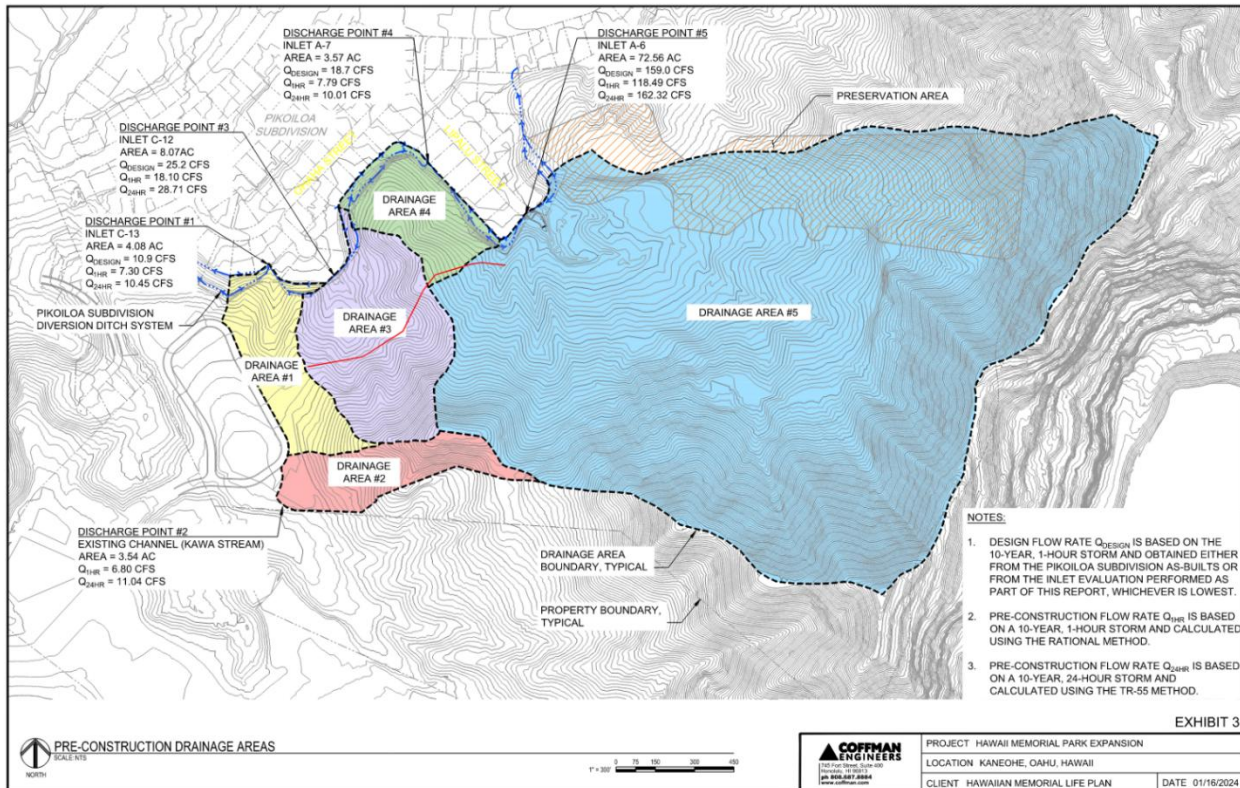 DISCHARGE POINT #4
INLET A-7
AREA = 3.57 AC
QDESIGN = 18.7 CFS
Q1HR = 7.79 CFS
Q24HR = 10.01 CFS
DISCHARGE POINT #5
INLET A-6
AREA = 72.56 AC
QDESIGN = 159.0 CFS
Q1HR = 118.49 CFS
Q24HR = 162.32 CFS
PRESERVATION AREA
PIKOILOA
SUBDIVISION
DISCHARGE POINT #3
INLET C-12
AREA = 8.07AC
QDESIGN = 25.2 CFS
Q1HR = 18.10 CFS
Q24HR = 28.71 CFS
DISCHARGE POINT #1
INLET C-13
AREA = 4.08 AC
QDESIGN = 10.9 CFS
Q1HR = 7.30 CFS
Q24HR = 10.45 CFS
PIKOILOA SUBDIVISION
DIVERSION DITCH SYSTEM
DRAINAGE
AREA #4
DRAINAGE
AREA #3
DRAINAGE AREA #5
DRAINAGE
AREA #1
DRAINAGE
AREA #2
DISCHARGE POINT #2
EXISTING CHANNEL (KAWA STREAM)
AREA = 3.54 AC
Q1HR = 6.80 CFS
Q24HR = 11.04 CFS
DRAINAGE AREA
BOUNDARY, TYPICAL
PROPERTY BOUNDARY,
TYPICAL
NOTES:
1. DESIGN FLOW RATE QDESIGN IS BASED ON THE
10-YEAR, 1-HOUR STORM AND OBTAINED EITHER
FROM THE PIKOILOA SUBDIVISION AS-BUILTS OR
FROM THE INLET EVALUATION PERFORMED AS
PART OF THIS REPORT, WHICHEVER IS LOWEST.
2. PRE-CONSTRUCTION FLOW RATE Q1HR IS BASED
ON A 10-YEAR, 1-HOUR STORM AND CALCULATED
USING THE RATIONAL METHOD.
3. PRE-CONSTRUCTION FLOW RATE Q24HR IS BASED
ON A 10-YEAR, 24-HOUR STORM AND
CALCULATED USING THE TR-55 METHOD.
EXHIBIT 3
NORTH
PRE-CONSTRUCTION DRAINAGE AREAS
SCALE:NTS
1" = 300'
0 75 150 300 450
COFFMAN
ENGINEERS
Honolulu, HI 96813
ph 808.687.8884
www.coffman.com
PROJECT HAWAII MEMORIAL PARK EXPANSION
LOCATION KANEOHE, OAHU, HAWAII
CLIENT HAWAIIAN MEMORIAL LIFE PLAN
DATE 01/16/2024